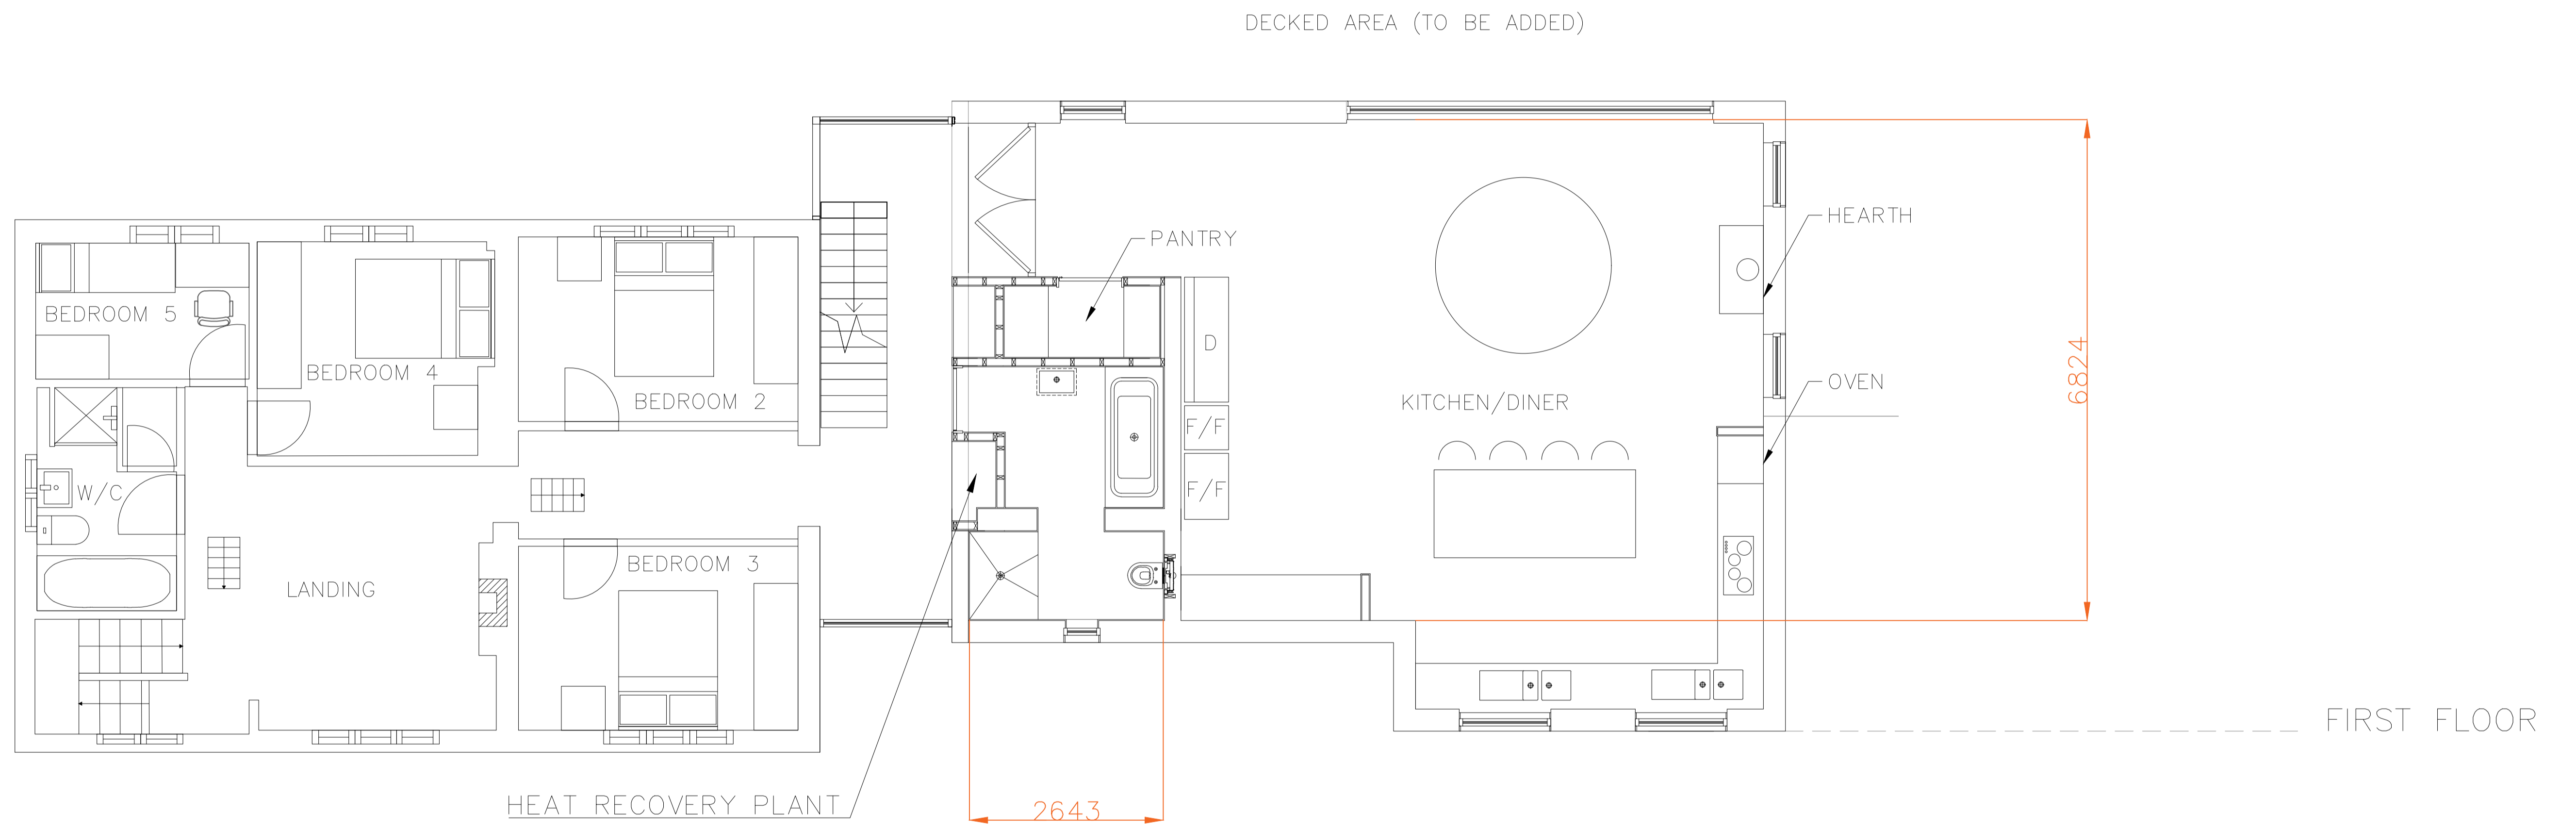 DECKED AREA (TO BE ADDED)
HEARTH
PANTRY
BEDROOM 5
D
6824
BEDROOM 4
OVEN
BEDROOM 2
KITCHEN/DINER
F/F
F/F
W/C
BEDROOM 3
LANDING
FIRST FLOOR
HEAT RECOVERY PLANT
2643